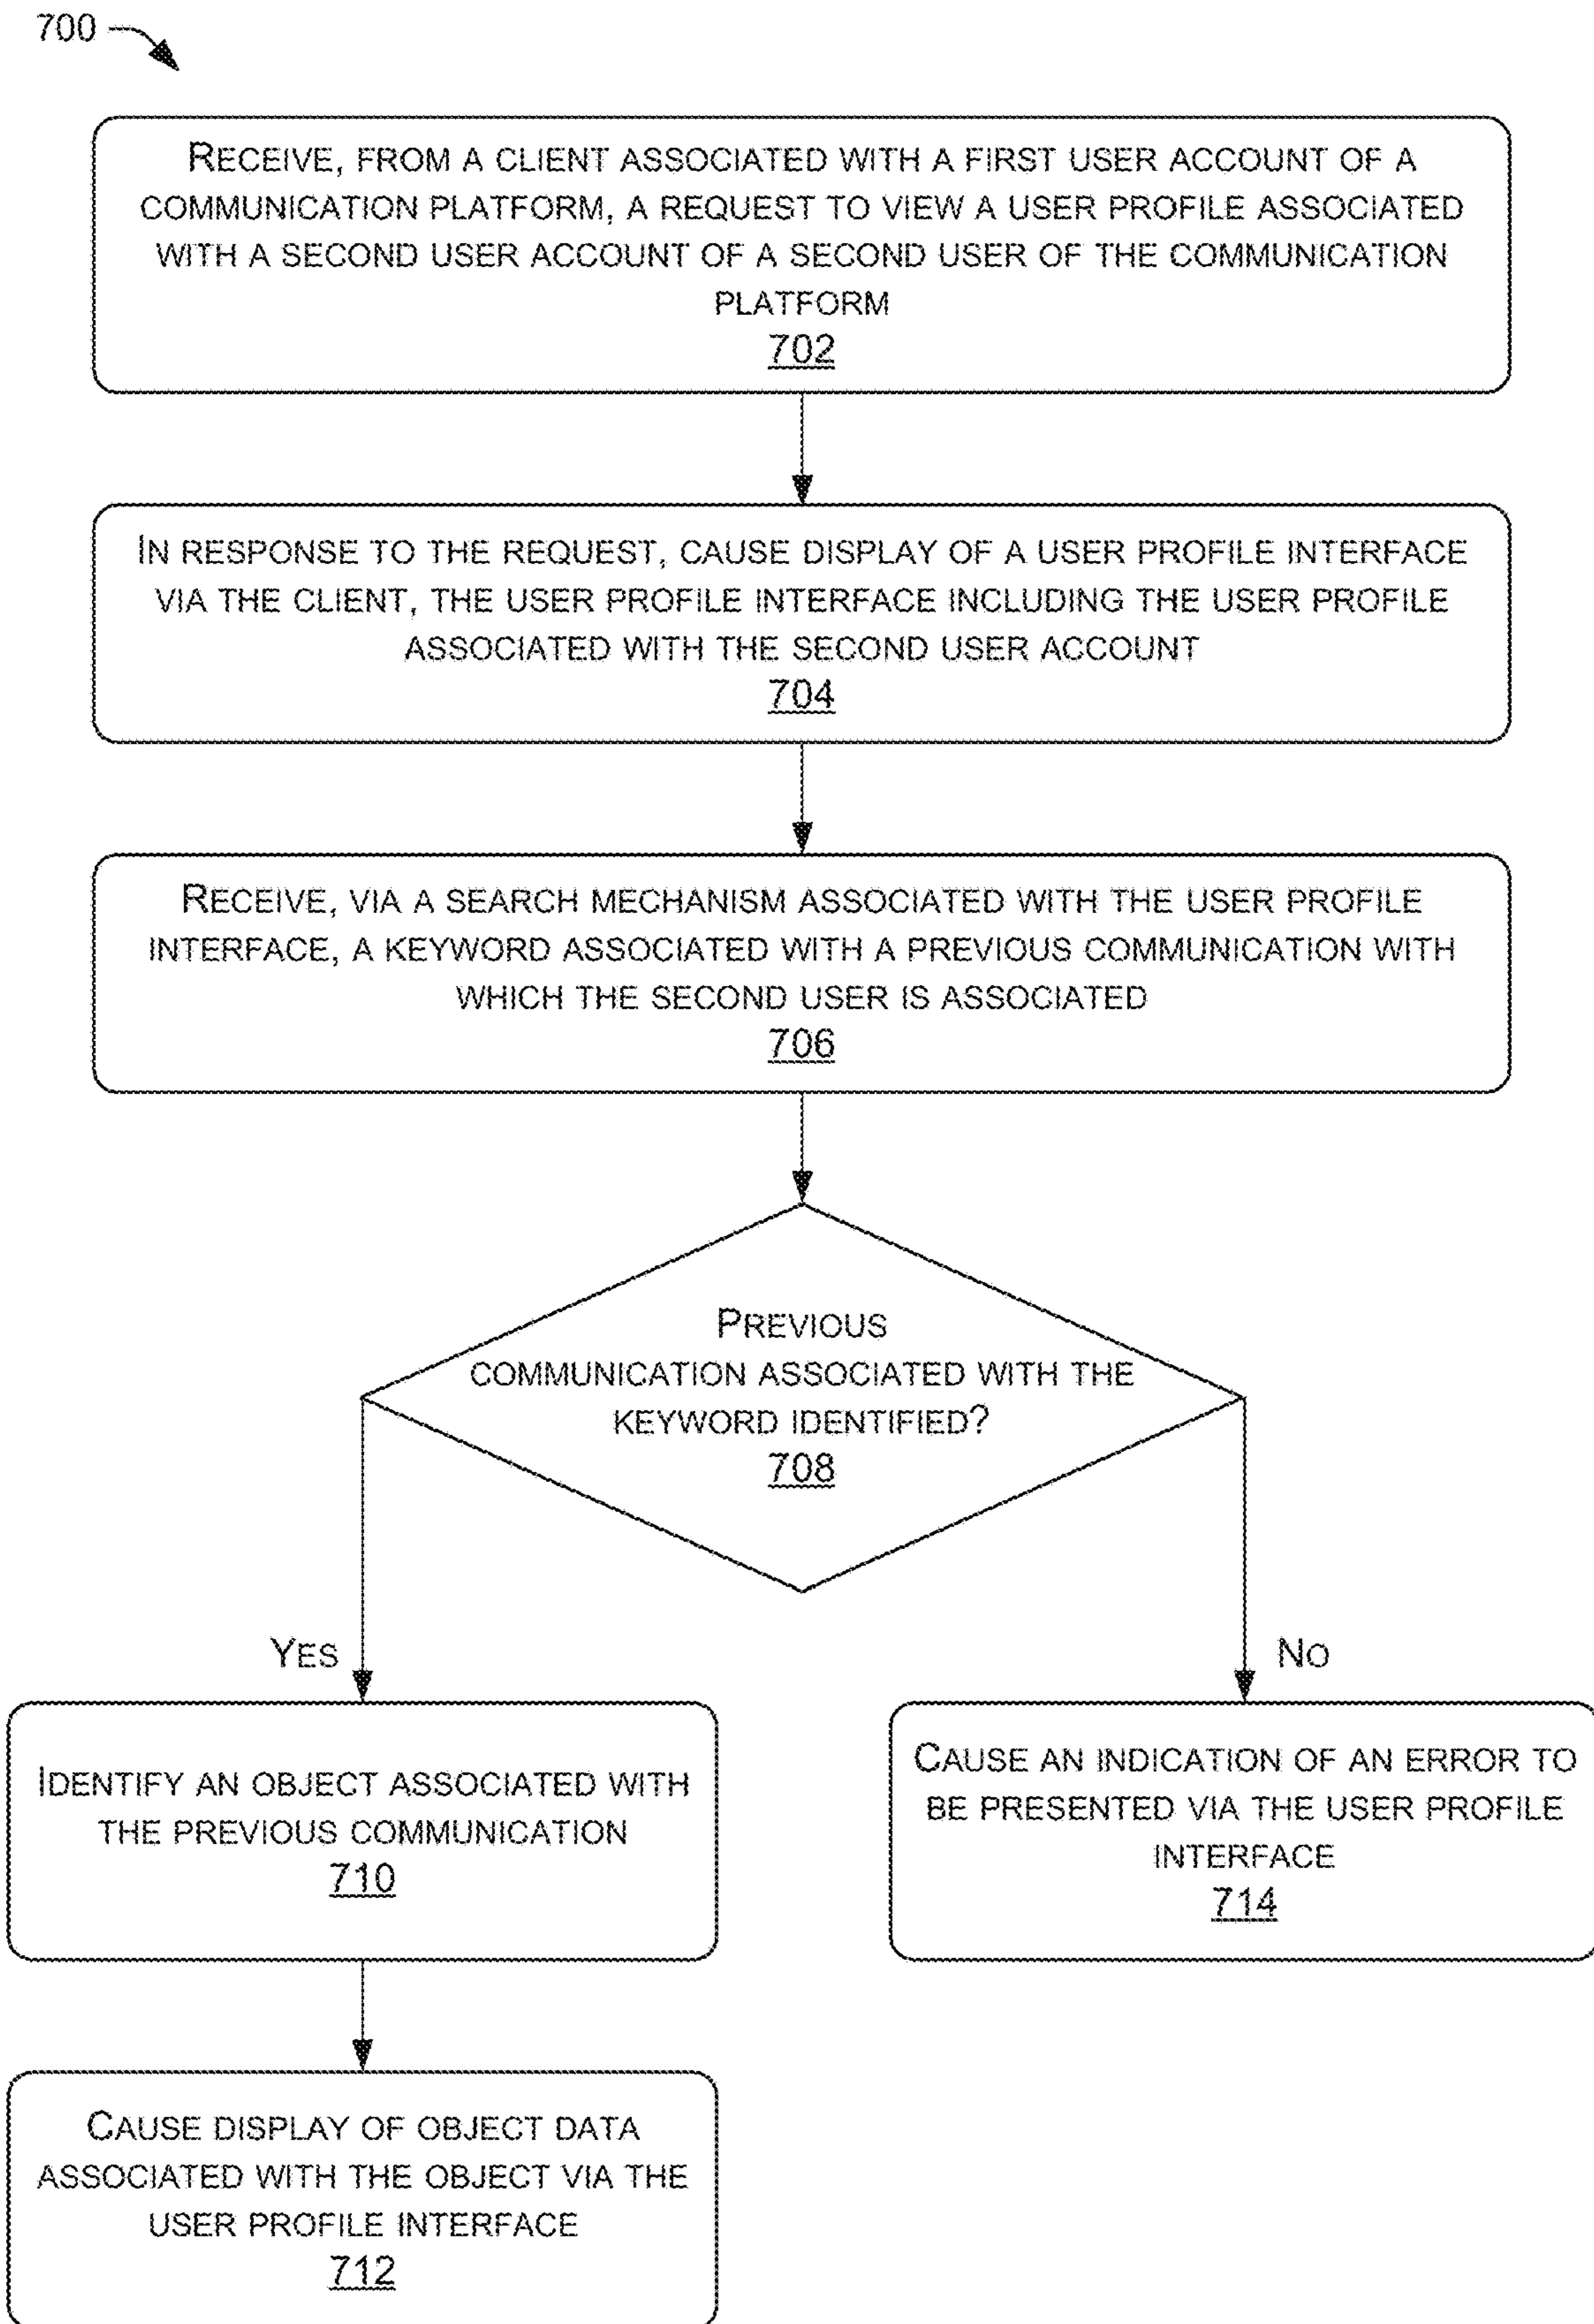 700
RECEIVE, FROM A CLIENT ASSOCIATED WITH A FIRST USER ACCOUNT OF A
COMMUNICATION PLATFORM, A REQUEST TO VIEW A USER PROFILE ASSOCIATED
WITH A SECOND USER ACCOUNT OF A SECOND USER OF THE COMMUNICATION
PLATFORM
702
IN RESPONSE TO THE REQUEST, CAUSE DISPLAY OF A USER PROFILE INTERFACE
VIA THE CLIENT, THE USER PROFILE INTERFACE INCLUDING THE USER PROFILE
ASSOCIATED WITH THE SECOND USER ACCOUNT
704
RECEIVE, VIA A SEARCH MECHANISM ASSOCIATED WITH THE USER PROFILE
INTERFACE, A KEYWORD ASSOCIATED WITH A PREVIOUS COMMUNICATION WITH
WHICH THE SECOND USER IS ASSOCIATED
706
PREVIOUS
COMMUNICATION ASSOCIATED WITH THE
KEYWORD IDENTIFIED?
708
YES
NO
IDENTIFY AN OBJECT ASSOCIATED WITH
THE PREVIOUS COMMUNICATION
710
CAUSE AN INDICATION OF AN ERROR TO
BE PRESENTED VIA THE USER PROFILE
INTERFACE
714
CAUSE DISPLAY OF OBJECT DATA
ASSOCIATED WITH THE OBJECT VIA THE
USER PROFILE INTERFACE
712